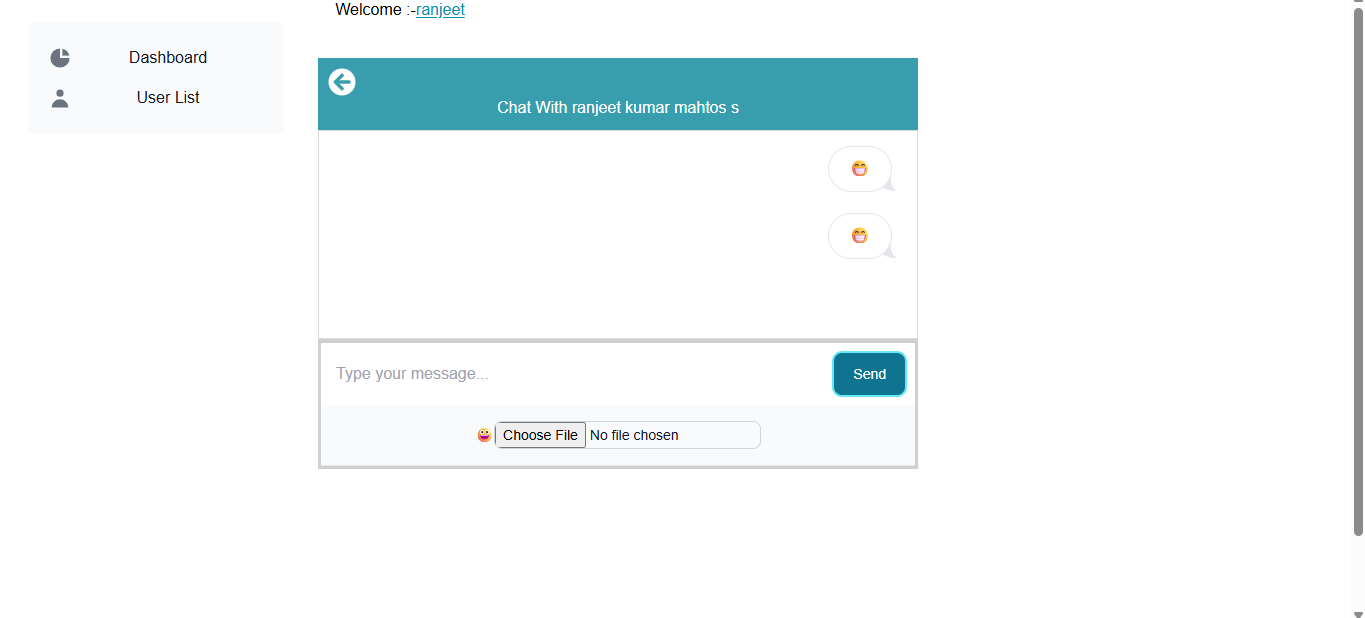 Welcome :-ranjeet
Dashboard
User List
Chat With ranjeet kumar mahtos s
😁
😁
Type your message...
Send
😀 Choose File No file chosen